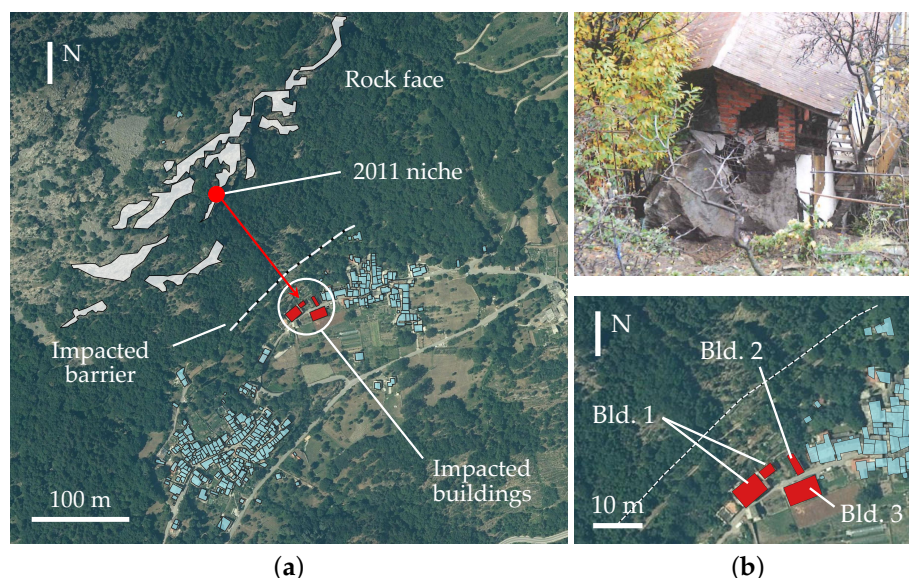 N
Rock face
2011 niche
Impacted
barrier
Impacted
buildings
100 m
(a)
N
Bld. 2
Bld. 1
10 m
Bld. 3
(b)